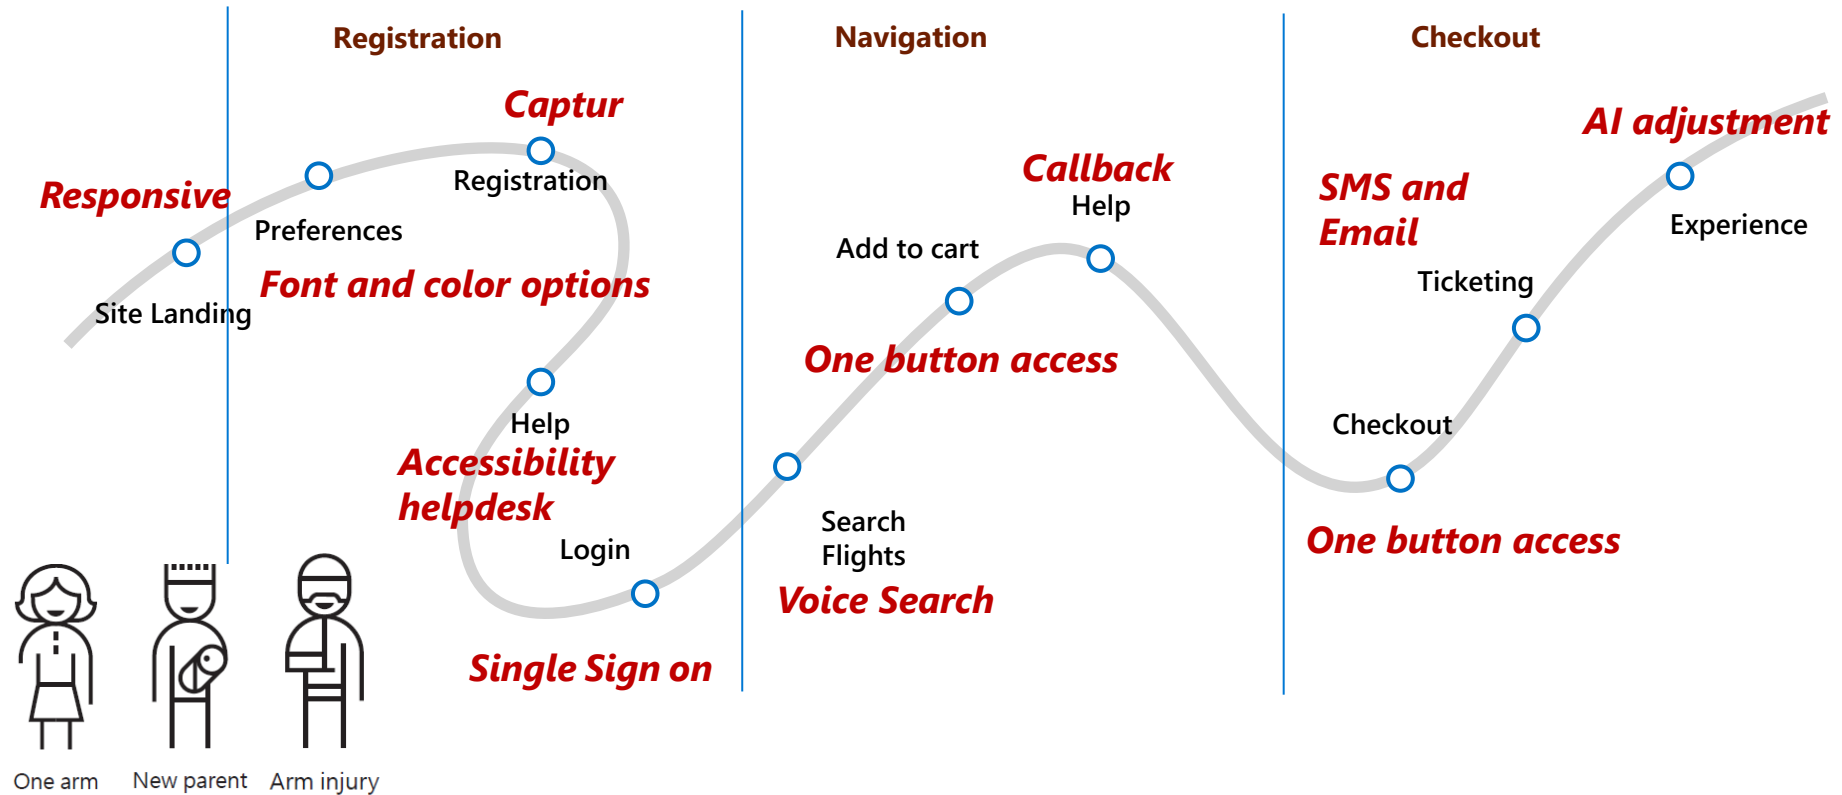 Registration
Navigation
Checkout
Captur
AI adjustment
Responsive
Registration
Callback
Help
SMS and
Email
Preferences
Experience
Add to cart
Font and color options
Ticketing
Site Landing
One button access
Help
Checkout
Accessibility
helpdesk
Search
Flights
One button access
Login
Voice Search
Single Sign on
One arm
New parent
Arm injury